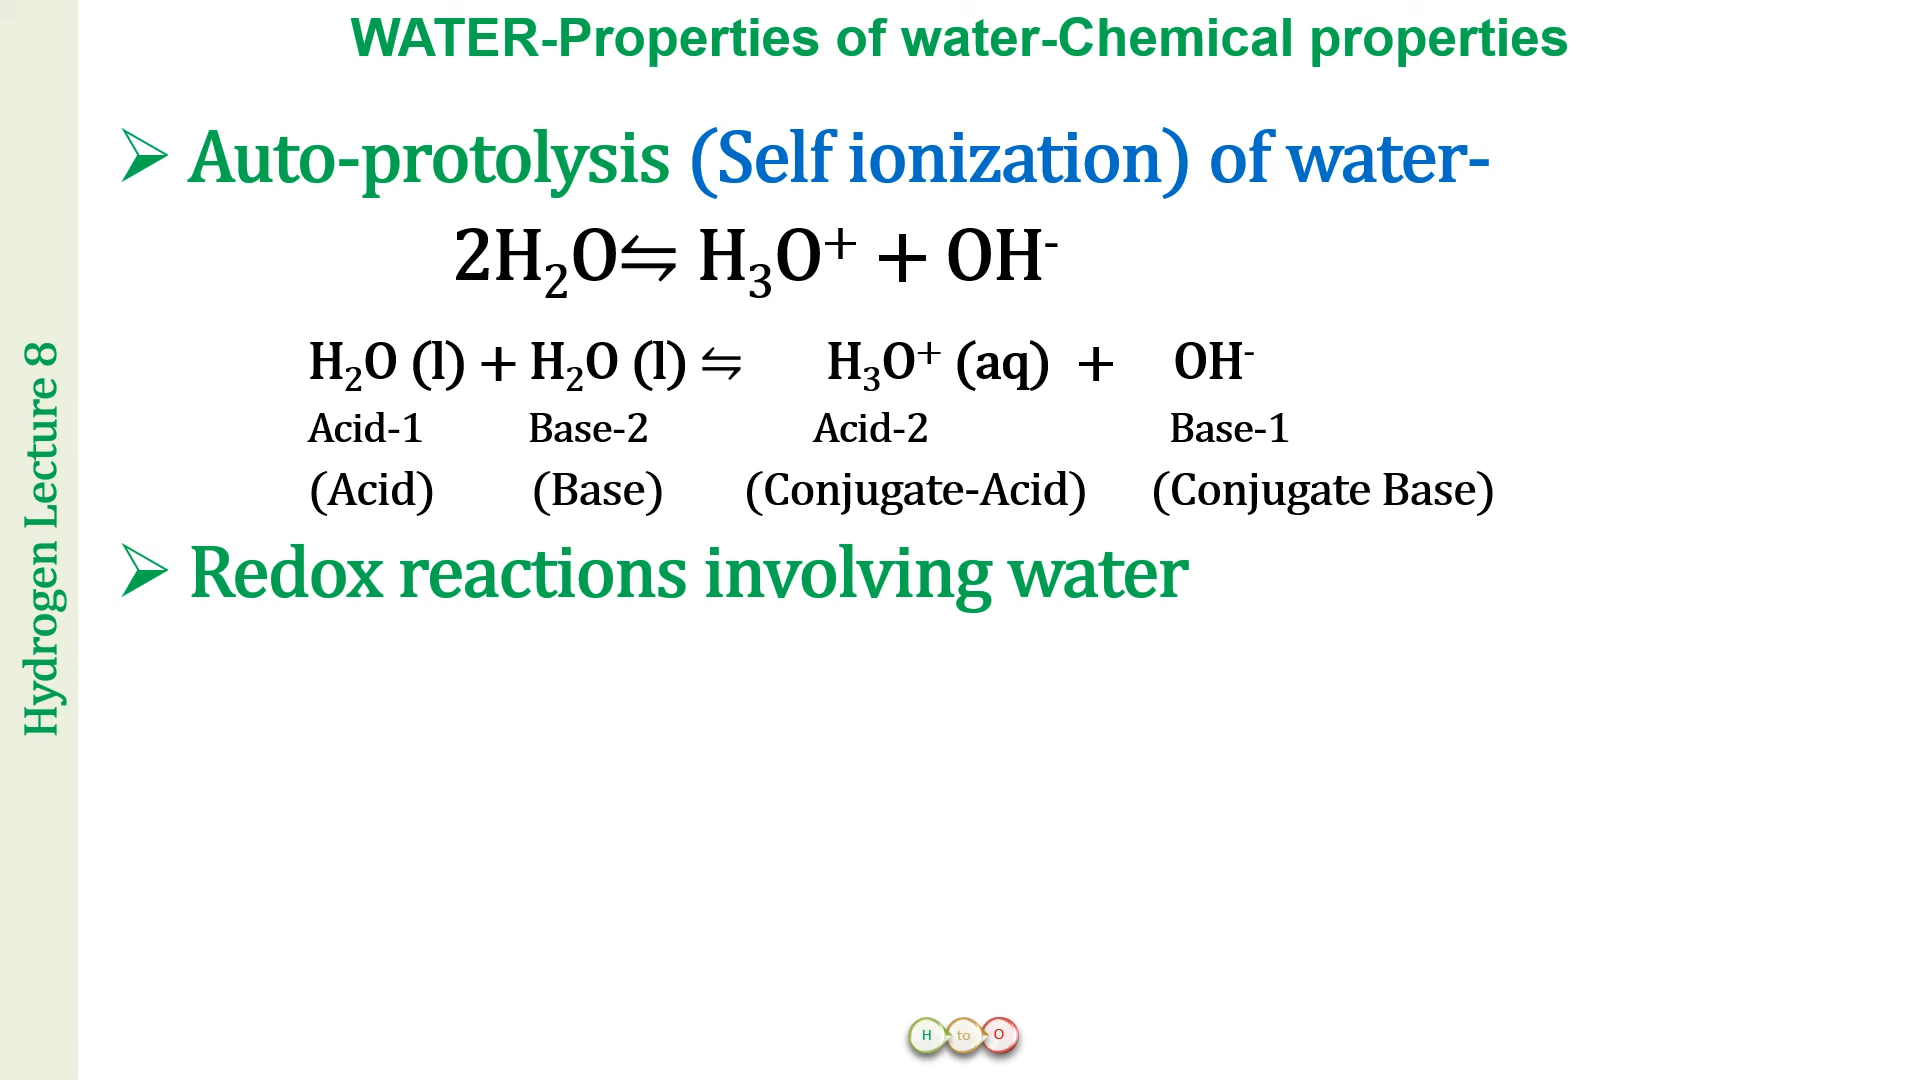 WATER-Properties of water-Chemical properties
Auto-protolysis (Self ionization) of water-
2H₂O⇋ H₃O⁺ + OH⁻
H₂O (l) + H₂O (l) ⇋ H₃O⁺ (aq) + OH⁻
Acid-1 Base-2 Acid-2 Base-1
(Acid) (Base) (Conjugate-Acid) (Conjugate Base)
Redox reactions involving water
Hydrogen Lecture 8
H to O